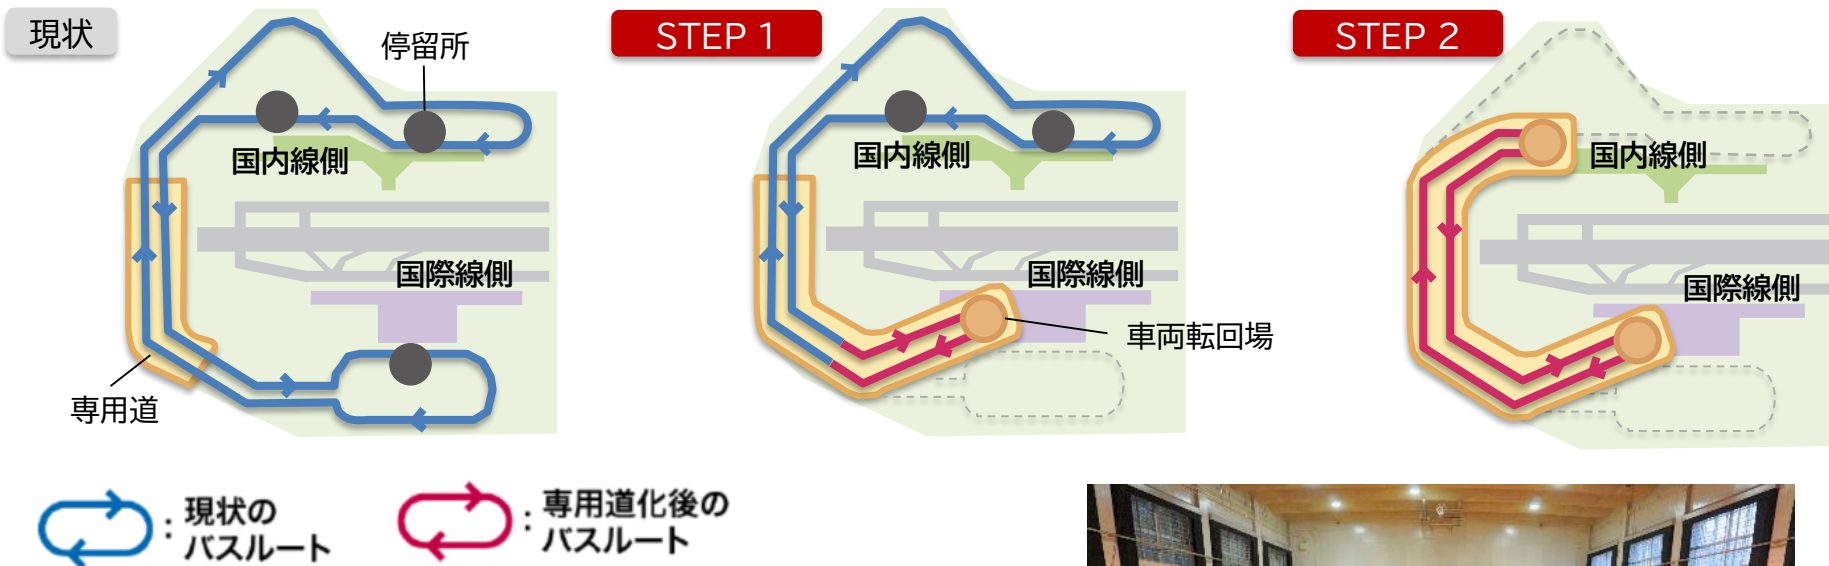 現状
停留所
国内線側
国際線側
専用道
STEP 1
国内線側
国際線側
車両転回場
STEP 2
国内線側
国際線側
：現状の
バスルート
：専用道化後の
バスルート